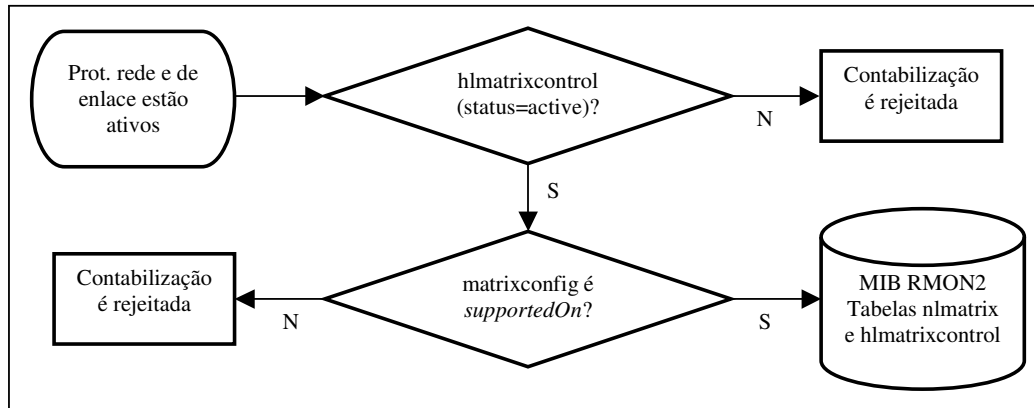 Prot. rede e de
enlace estão
ativos
hlmatrixcontrol
(status=active)?
N
Contabilização
é rejeitada
S
Contabilização
é rejeitada
N
matrixconfig é
supportedOn?
S
MIB RMON2
Tabelas nlmatrix
e hlmatrixcontrol